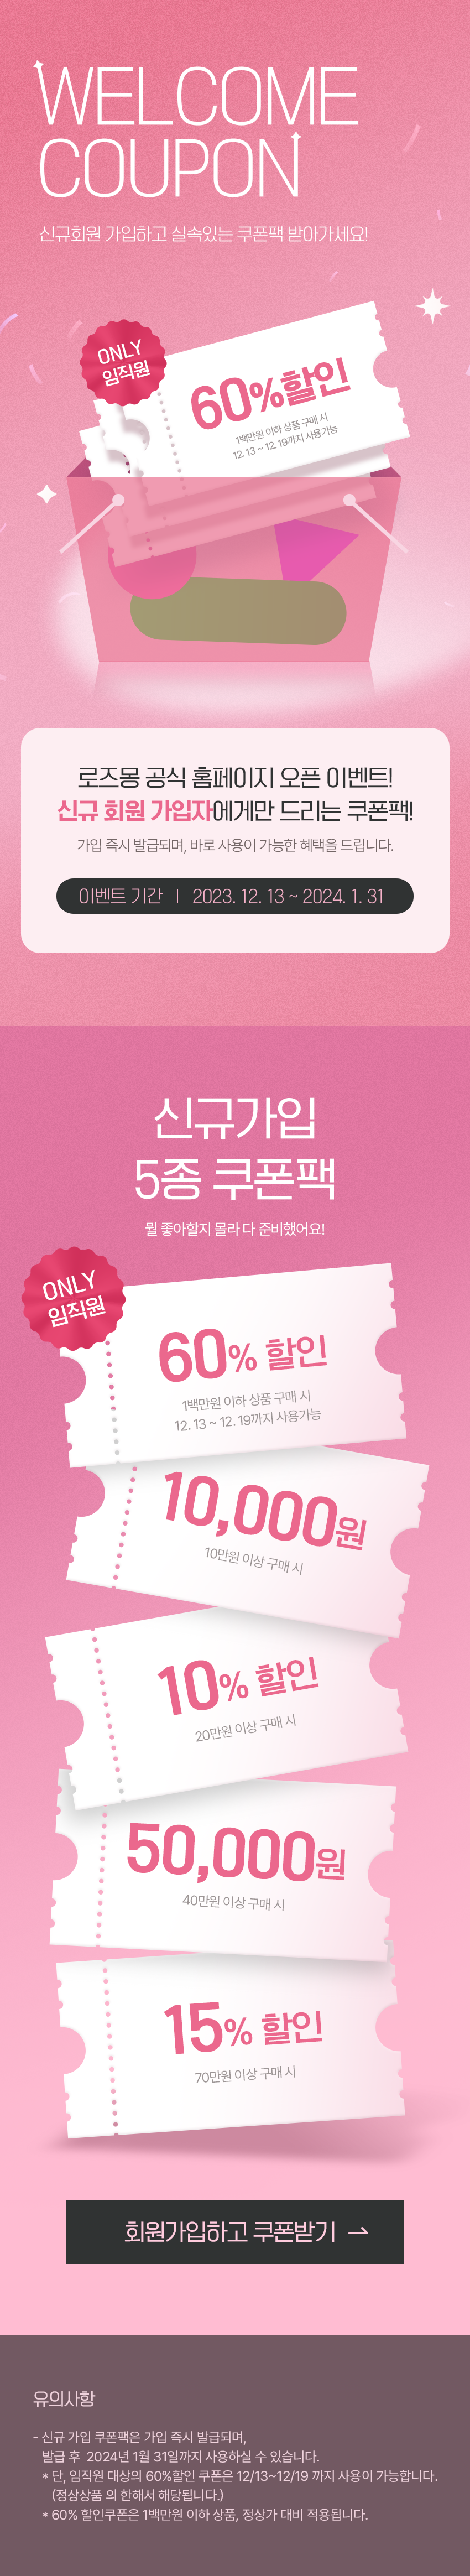 WELCOME
COUPON
신규회원 가입하고 실속있는 쿠폰팩 받아가세요!
ONLY
임직원
60%할인
1백만원 이하 상품 구매 시
12. 13 ~ 12. 19까지 사용가능
로즈몽 공식 홈페이지 오픈 이벤트!
신규 회원 가입자에게만 드리는 쿠폰팩!
가입 즉시 발급되며, 바로 사용이 가능한 혜택을 드립니다.
이벤트 기간 | 2023. 12. 13 ~ 2024. 1. 31
신규가입
5종 쿠폰팩
뭘 좋아할지 몰라 다 준비했어요!
ONLY
임직원
60% 할인
1백만원 이하 상품 구매 시
12. 13 ~ 12. 19까지 사용가능
10,000원
10만원 이상 구매 시
10% 할인
20만원 이상 구매 시
50,000원
40만원 이상 구매 시
15% 할인
70만원 이상 구매 시
회원가입하고 쿠폰받기 →
유의사항
- 신규 가입 쿠폰팩은 가입 즉시 발급되며,
발급 후 2024년 1월 31일까지 사용하실 수 있습니다.
* 단, 임직원 대상의 60%할인 쿠폰은 12/13~12/19 까지 사용이 가능합니다.
(정상상품 의 한해서 해당됩니다.)
* 60% 할인쿠폰은 1백만원 이하 상품, 정상가 대비 적용됩니다.